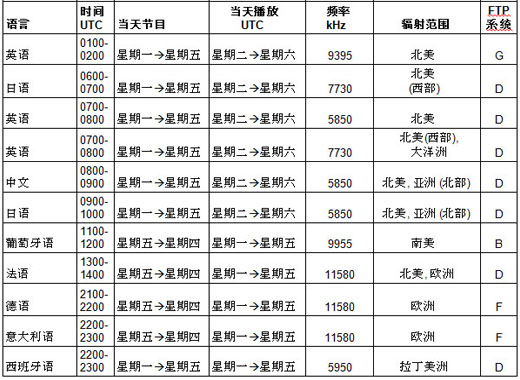 语言 时间 UTC 当天节目 当天播放 UTC 频率 kHz 辐射范围 FTP 系统
英语 0100-0200 星期一→星期五 星期二→星期六 9395 北美 G
日语 0600-0700 星期一→星期五 星期二→星期六 7730 北美 (西部) D
英语 0700-0800 星期一→星期五 星期二→星期六 5850 北美 D
英语 0700-0800 星期一→星期五 星期二→星期六 7730 北美(西部), 大洋洲 D
中文 0800-0900 星期一→星期五 星期二→星期六 5850 北美, 亚洲 (北部) D
日语 0900-1000 星期一→星期五 星期二→星期六 5850 北美, 亚洲 (北部) D
葡萄牙语 1100-1200 星期五→星期四 星期一→星期五 9955 南美 B
法语 1300-1400 星期五→星期四 星期一→星期五 11580 北美, 欧洲 D
德语 2100-2200 星期五→星期四 星期一→星期五 11580 欧洲 F
意大利语 2200-2300 星期五→星期四 星期一→星期五 11580 欧洲 F
西班牙语 2200-2300 星期一→星期五 星期一→星期五 5950 拉丁美洲 D